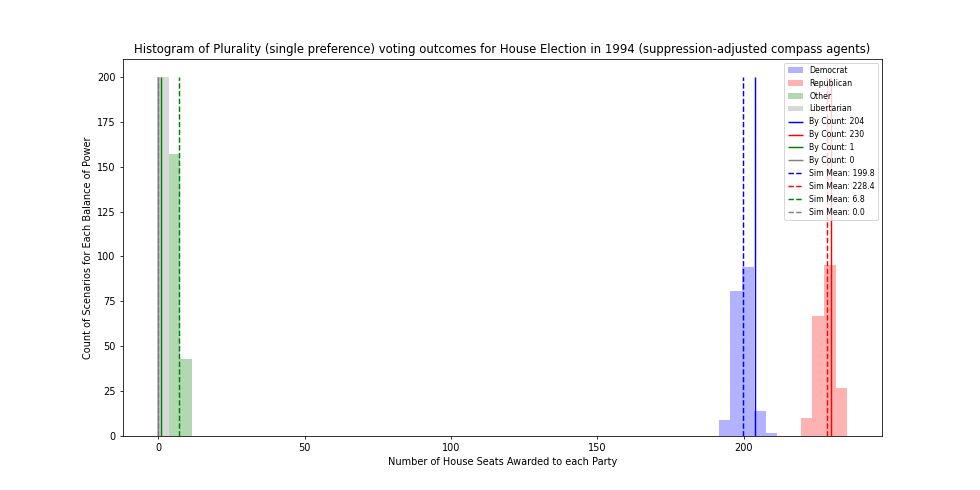 Histogram of Plurality (single preference) voting outcomes for House Election in 1994 (suppression-adjusted compass agents)
Count of Scenarios for Each Balance of Power
200
175
150
125
100
75
50
25
0
Democrat
Republican
Other
Libertarian
By Count: 204
By Count: 230
By Count: 1
By Count: 0
Sim Mean: 199.8
Sim Mean: 228.4
Sim Mean: 6.8
Sim Mean: 0.0
0 50 100 150 200
Number of House Seats Awarded to each Party